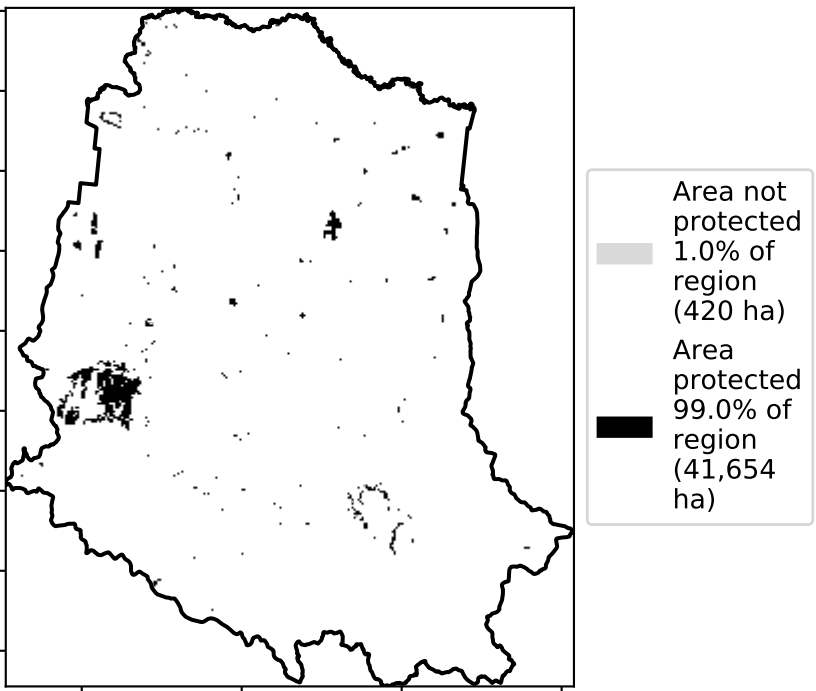 Area not
protected
1.0% of
region
(420 ha)
Area
protected
99.0% of
region
(41,654
ha)